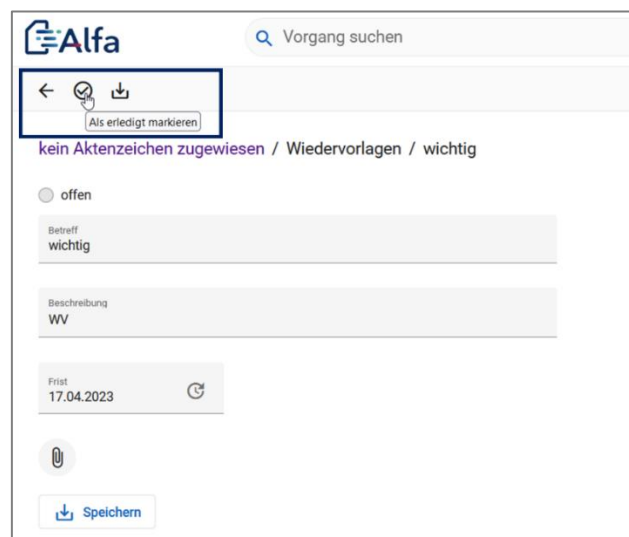 Alfa
Vorgang suchen
Als erledigt markieren
kein Aktenzeichen zugewiesen / Wiedervorlagen / wichtig
offen
Betreff
wichtig
Beschreibung
WV
Frist
17.04.2023
Speichern